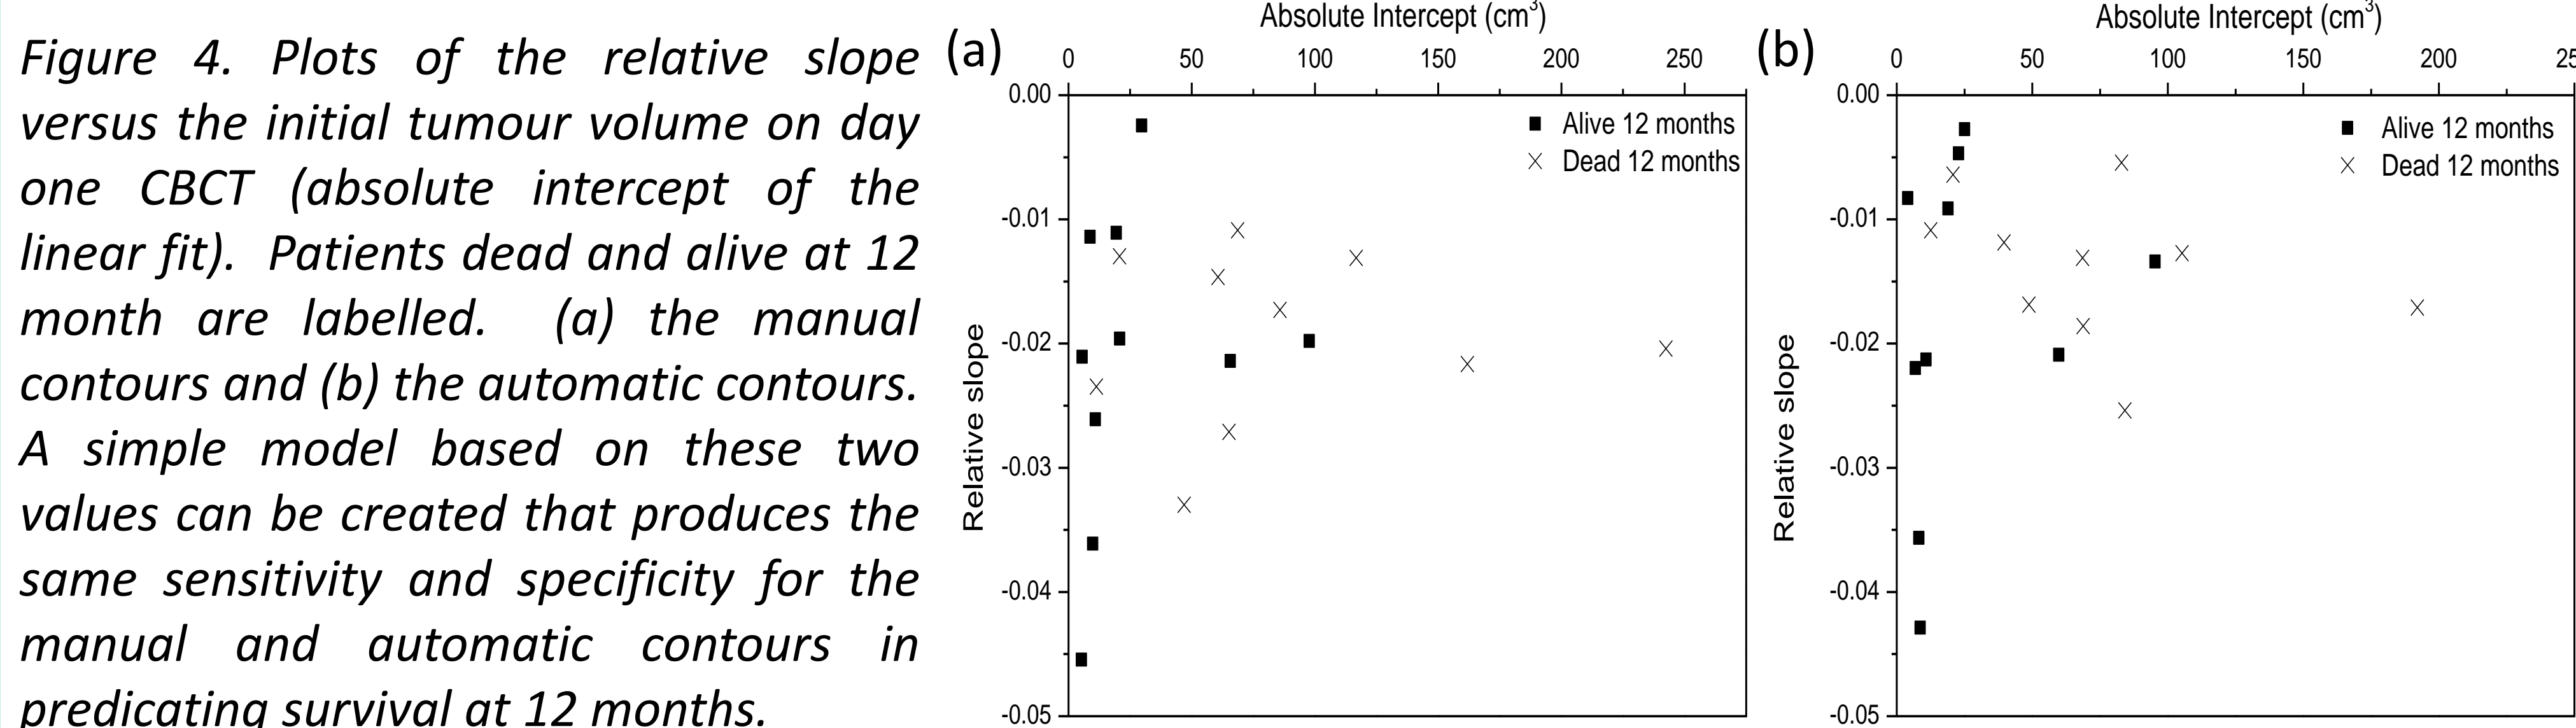 Figure 4. Plots of the relative slope
versus the initial tumour volume on day
one CBCT (absolute intercept of the
linear fit). Patients dead and alive at 12
month are labelled. (a) the manual
contours and (b) the automatic contours.
A simple model based on these two
values can be created that produces the
same sensitivity and specificity for the
manual and automatic contours in
predicating survival at 12 months.
(a)
Absolute Intercept (cm³)
0 50 100 150 200 250
0.00
-0.01
-0.02
-0.03
-0.04
-0.05
Relative slope
Alive 12 months
Dead 12 months
(b)
Absolute Intercept (cm³)
0 50 100 150 200 25
0.00
-0.01
-0.02
-0.03
-0.04
-0.05
Relative slope
Alive 12 months
Dead 12 months